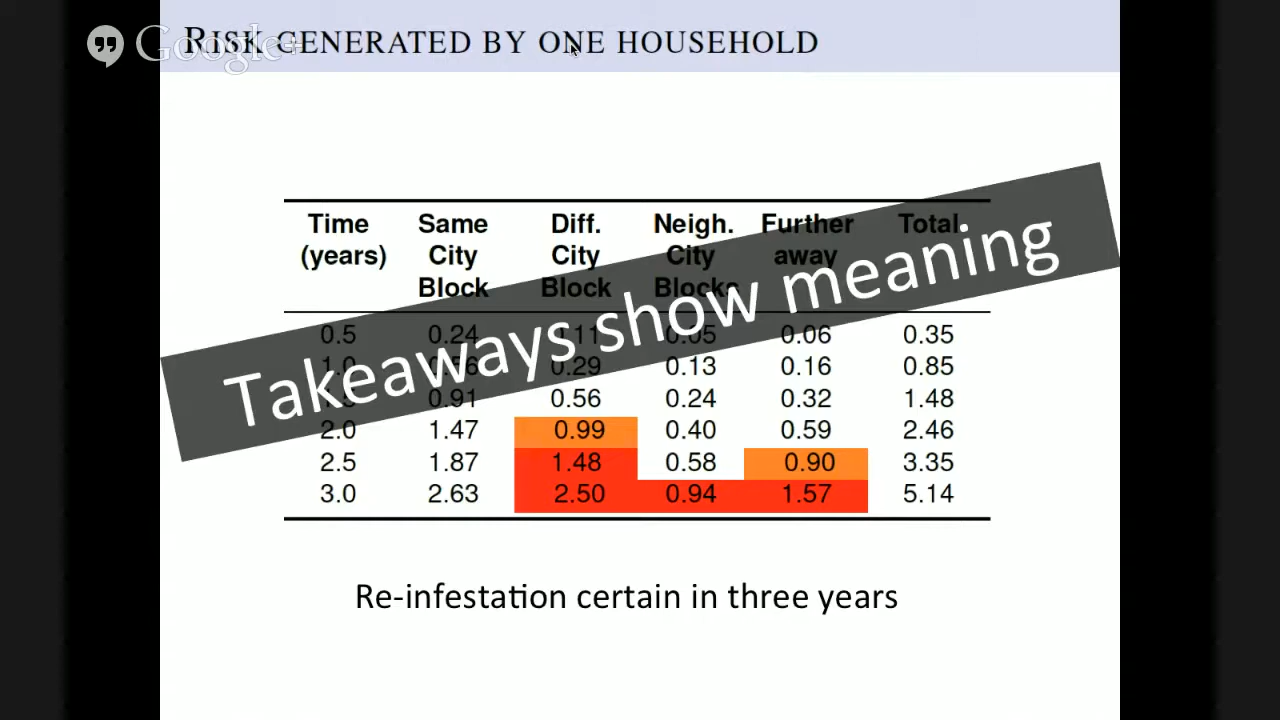 Google+
RISK GENERATED BY ONE HOUSEHOLD
Time Same Diff. Neigh. Further Total
(years) City City City away
Block Block Blocks
0.5 0.24 0.11 0.05 0.06 0.35
1.0 0.29 0.13 0.16 0.85
0.91 0.56 0.24 0.32 1.48
2.0 1.47 0.99 0.40 0.59 2.46
2.5 1.87 1.48 0.58 0.90 3.35
3.0 2.63 2.50 0.94 1.57 5.14
Takeaways show meaning
Re-infestation certain in three years